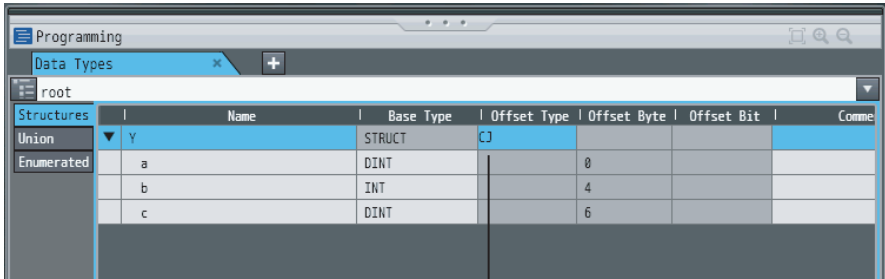 Programming
Data Types
root
Structures Name Base Type Offset Type Offset Byte Offset Bit Comme
Union Y STRUCT CJ
Enumerated a DINT 0
b INT 4
c DINT 6